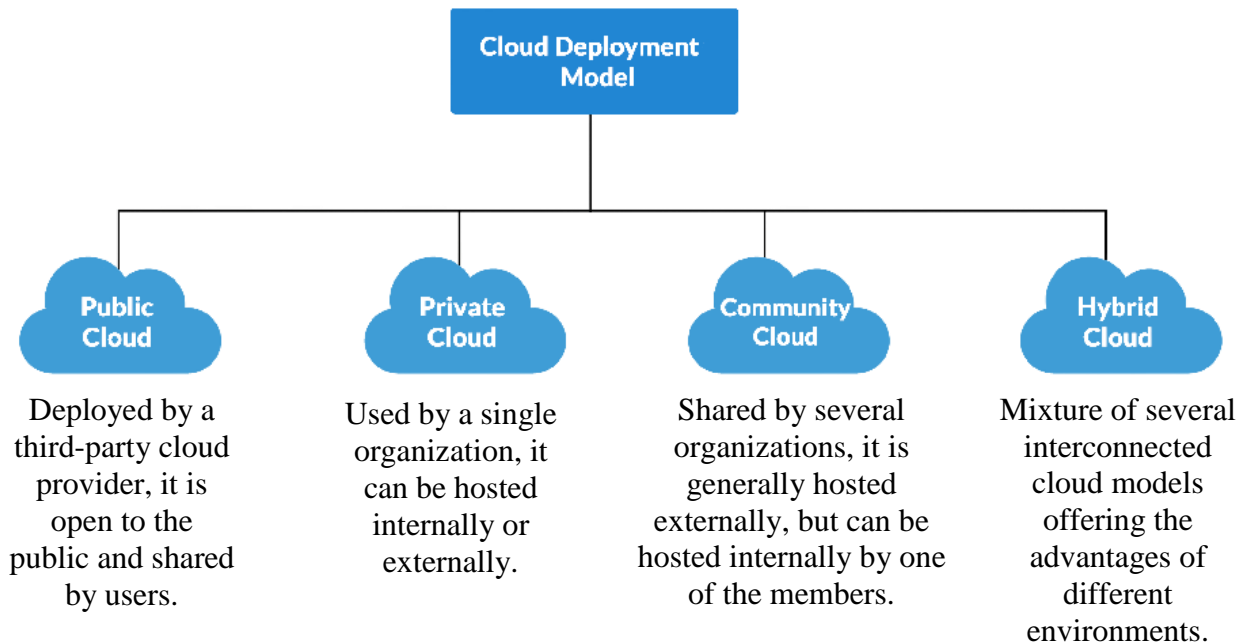 Cloud Deployment
Model
Public
Cloud
Deployed by a
third-party cloud
provider, it is
open to the
public and shared
by users.
Private
Cloud
Used by a single
organization, it
can be hosted
internally or
externally.
Community
Cloud
Shared by several
organizations, it is
generally hosted
externally, but can be
hosted internally by one
of the members.
Hybrid
Cloud
Mixture of several
interconnected
cloud models
offering the
advantages of
different
environments.